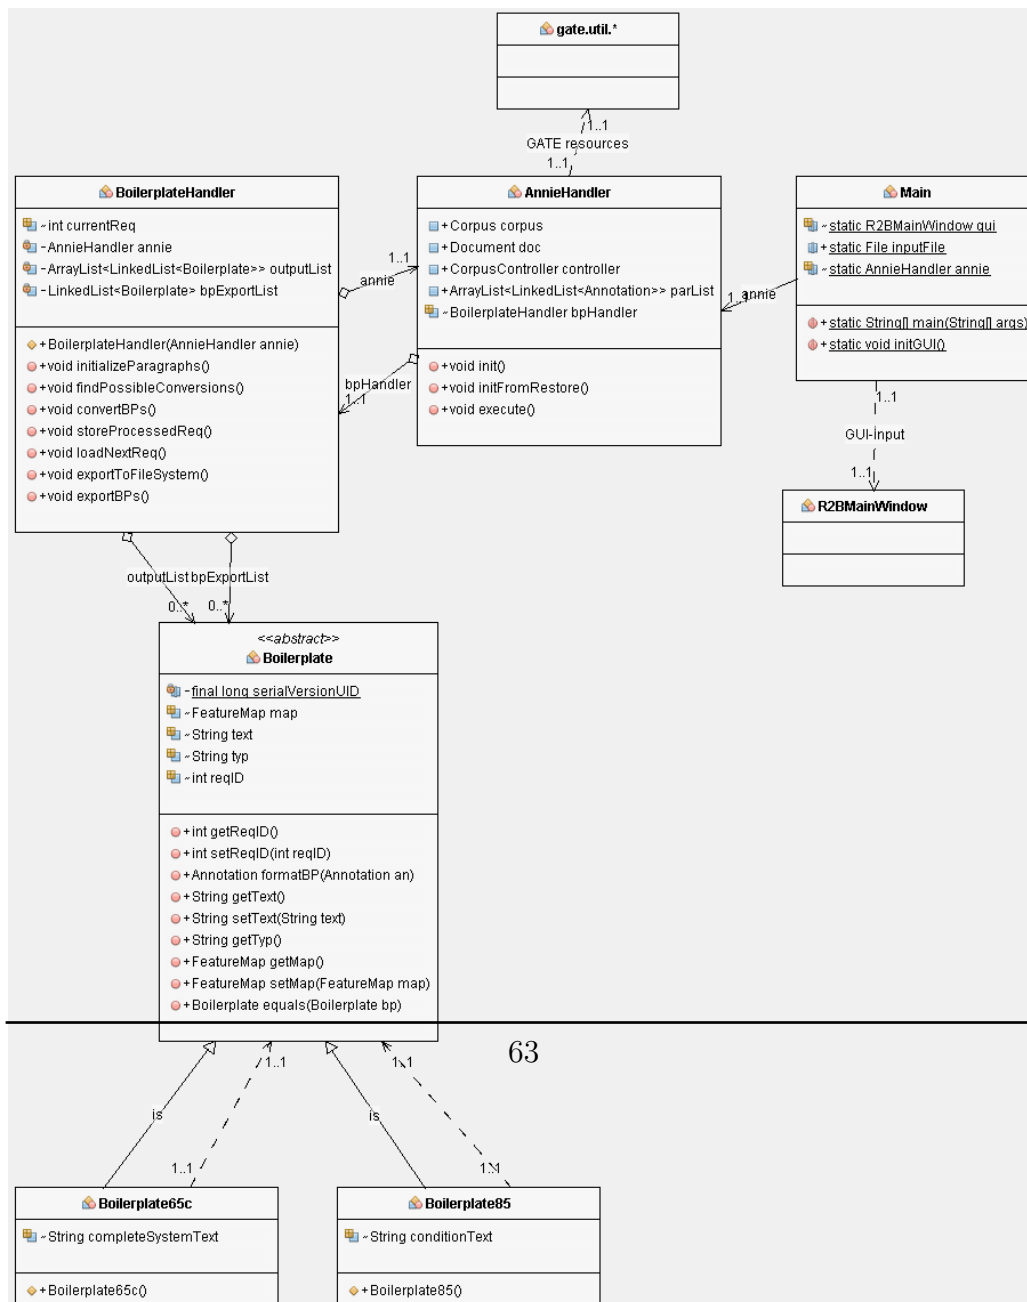 gate.util.*
1..1
GATE resources
1..1
BoilerplateHandler
~int currentReq
-AnnieHandler annie
-ArrayList<LinkedList<Boilerplate>> outputList
-LinkedList<Boilerplate> bpExportList
+BoilerplateHandler(AnnieHandler annie)
+void initializeParagraphs()
+void findPossibleConversions()
+void convertBPs()
+void storeProcessedReq()
+void loadNextReq()
+void exportToFileSystem()
+void exportBPs()
1..1
annie
bpHandler
1..1
AnnieHandler
+Corpus corpus
+Document doc
+CorpusController controller
+ArrayList<LinkedList<Annotation>> parList
~BoilerplateHandler bpHandler
+void init()
+void initFromRestore()
+void execute()
1..1
annie
Main
~static R2BMainWindow gui
+static File inputFile
~static AnnieHandler annie
+static String[] main(String[] args)
+static void initGUI()
1..1
GUI-Input
1..1
R2BMainWindow
outputList
bpExportList
0..*
0..*
<<abstract>>
Boilerplate
-final long serialVersionUID
~FeatureMap map
~String text
~String typ
~int reqID
+int getReqID()
+int setReqID(int reqID)
+Annotation formatBP(Annotation an)
+String getText()
+String setText(String text)
+String getTyp()
+FeatureMap getMap()
+FeatureMap setMap(FeatureMap map)
+Boilerplate equals(Boilerplate bp)
63
1..1
1..1
is
is
1..1
1..1
Boilerplate65c
~String completeSystemText
+Boilerplate65c()
Boilerplate85
~String conditionText
+Boilerplate85()